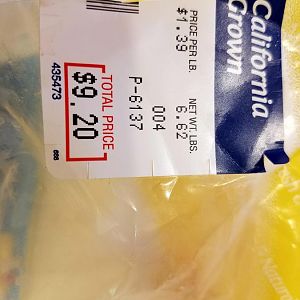 California
Grown
PRICE PER LB.
$1.39
NET WT. LBS.
6.62
004
P-6137
TOTAL PRICE
$9.20
435473